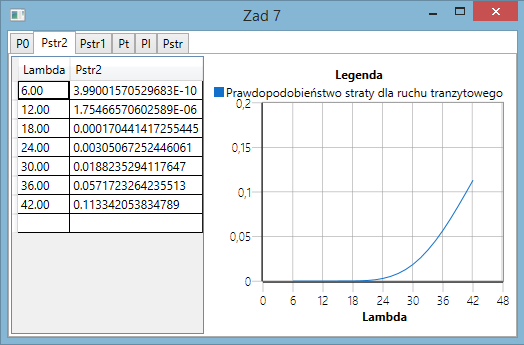 Zad 7
P0 Pstr2 Pstr1 Pt Pl Pstr
Lambda Pstr2
6.00 3.99001570529683E-10
12.00 1.75466570602589E-06
18.00 0.000170441417255445
24.00 0.00305067252446061
30.00 0.0188235294117647
36.00 0.0571723264235513
42.00 0.113342053834789
Legenda
Prawdopodobieństwo straty dla ruchu tranzytowego
0,2
0,15
0,1
0,05
0
0 6 12 18 24 30 36 42 48
Lambda